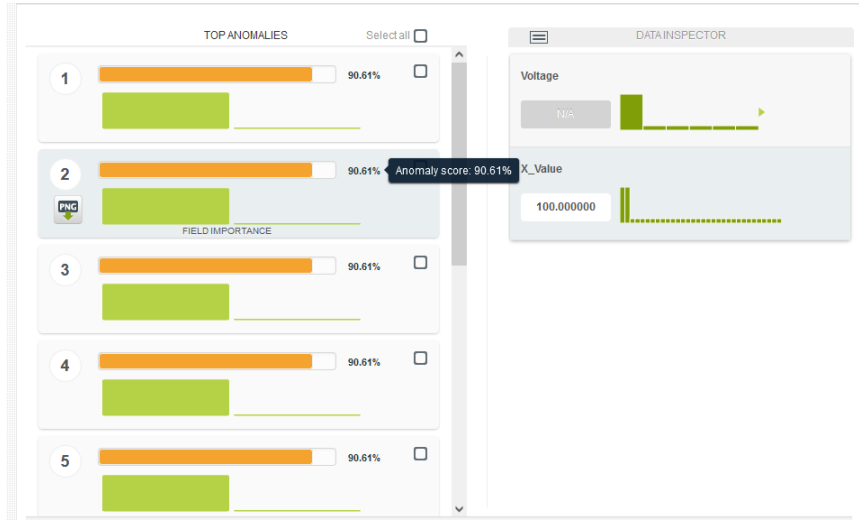 TOP ANOMALIES
Select all
1
90.61%
2
90.61%
Anomaly score: 90.61%
PNG
FIELD IMPORTANCE
3
90.61%
4
90.61%
5
90.61%
DATA INSPECTOR
Voltage
N/A
X_Value
100.000000